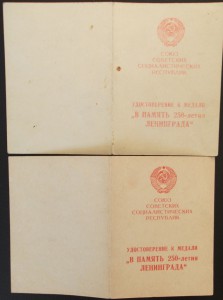 СОЮЗ
СОВЕТСКИХ
СОЦИАЛИСТИЧЕСКИХ
РЕСПУБЛИК
УДОСТОВЕРЕНИЕ К МЕДАЛИ
„В ПАМЯТЬ 250-летия
ЛЕНИНГРАДА"
СОЮЗ
СОВЕТСКИХ
СОЦИАЛИСТИЧЕСКИХ
РЕСПУБЛИК
УДОСТОВЕРЕНИЕ К МЕДАЛИ
„В ПАМЯТЬ 250-летия
ЛЕНИНГРАДА"